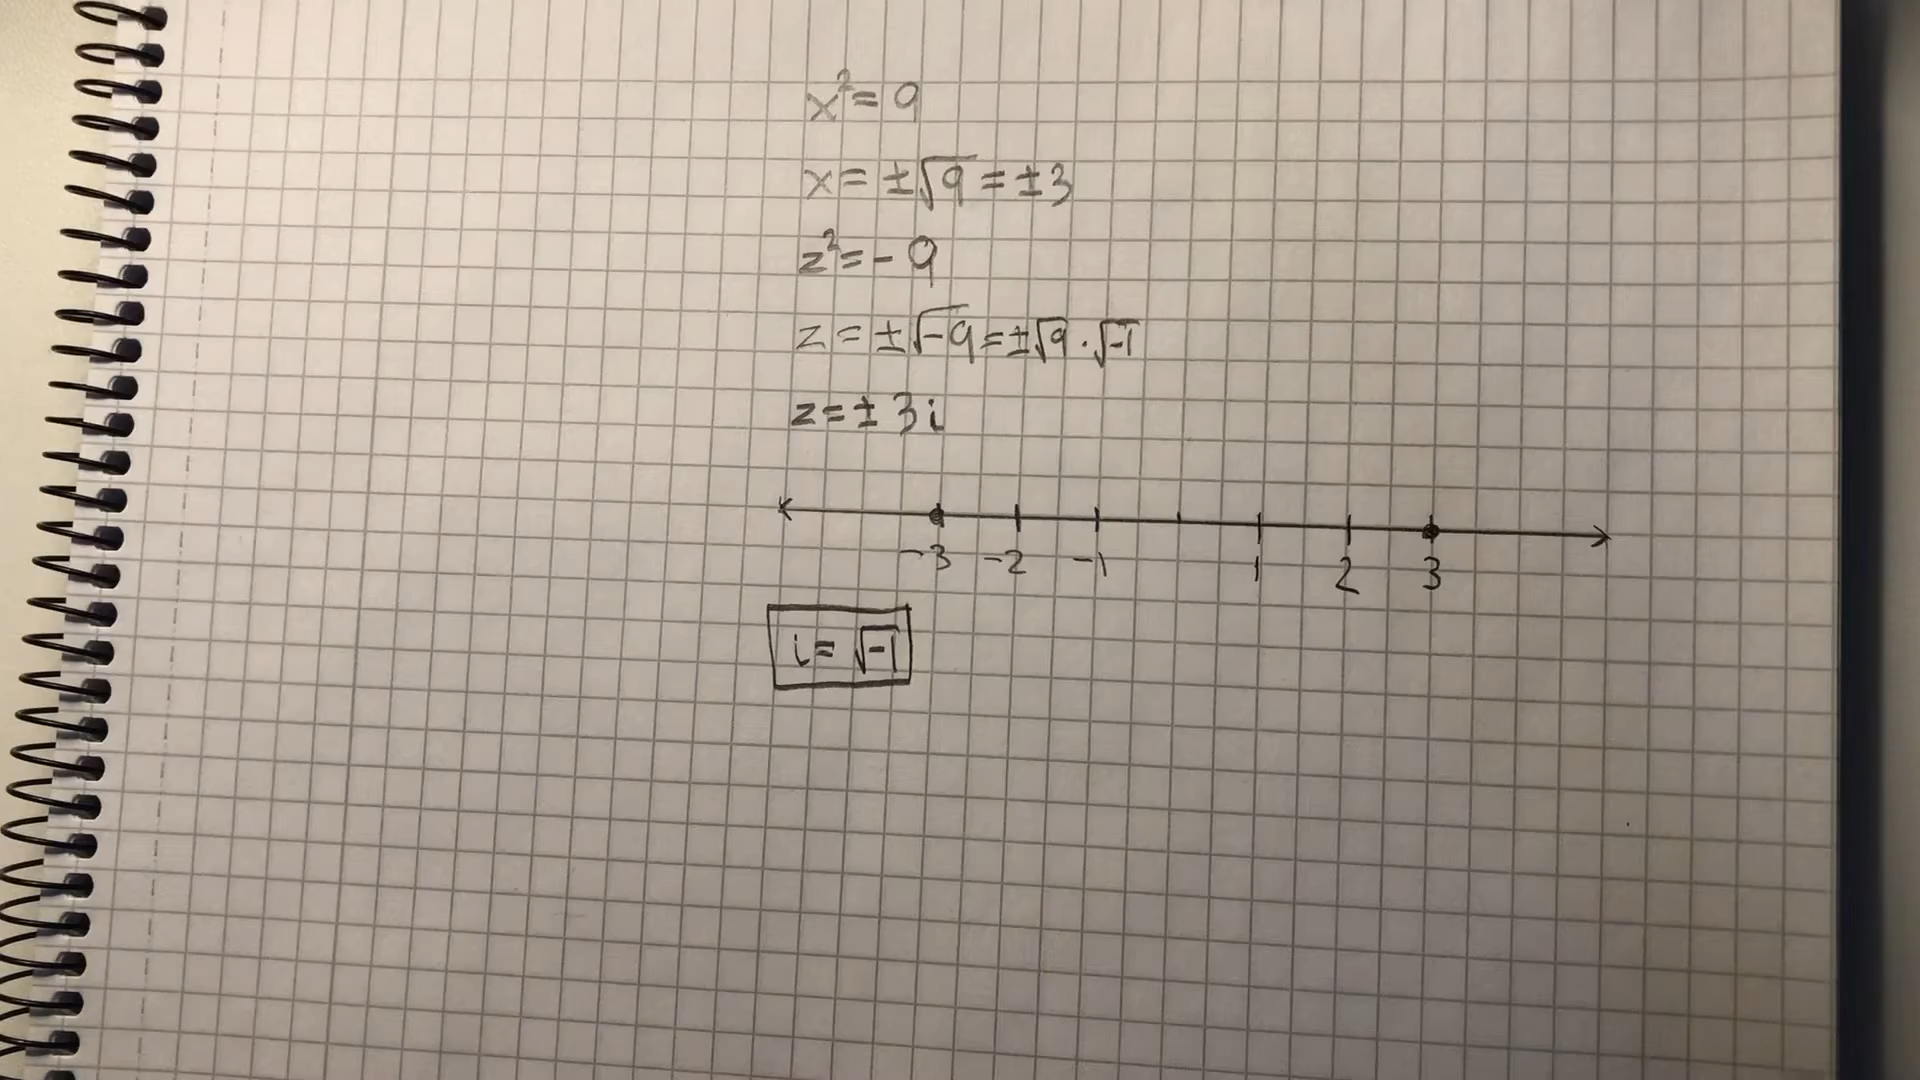 x² = 9
x = ±√9 = ±3
z² = -9
z = ±√-9 = ±√9 · √-1
z = ± 3i
-3 -2 -1 1 2 3
i = √-1